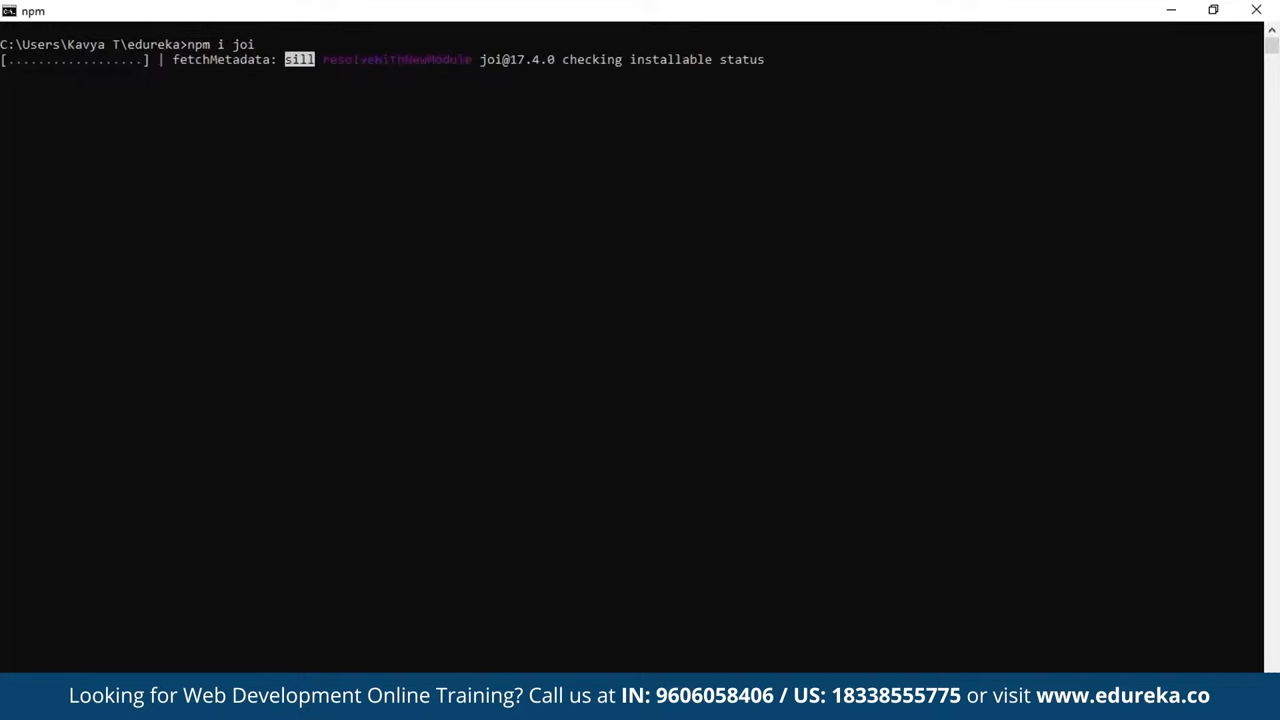 npm
C:\Users\Kavya T\edureka>npm i joi
[..................] | fetchMetadata: sill resolveWithNewModule joi@17.4.0 checking installable status
Looking for Web Development Online Training? Call us at IN: 9606058406 / US: 18338555775 or visit www.edureka.co